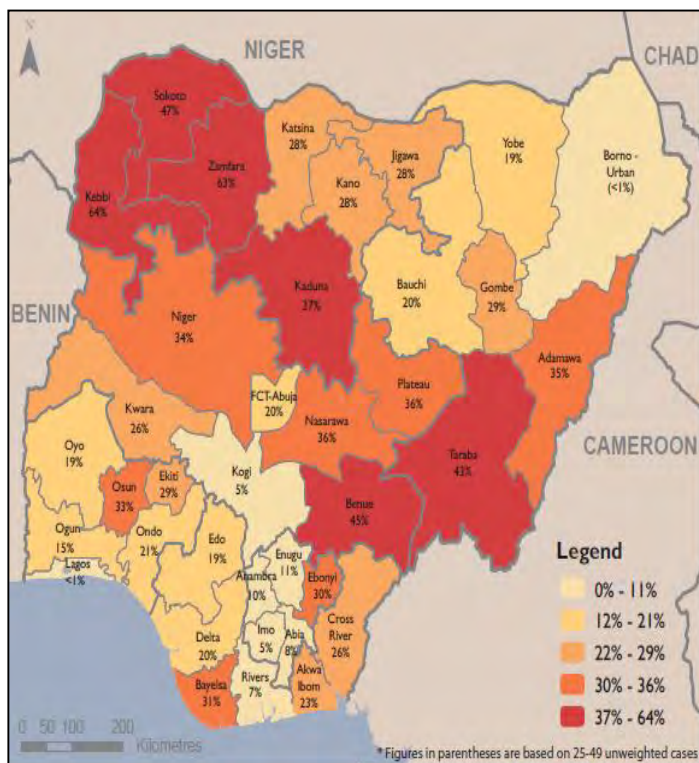 NIGER
CHAD
BENIN
CAMEROON
Sokoto
47%
Zamfara
63%
Kebbi
64%
Katsina
28%
Kano
28%
Jigawa
28%
Yobe
19%
Borno -
Urban
(<1%)
Kaduna
37%
Bauchi
20%
Gombe
29%
Niger
34%
Adamawa
35%
Plateau
36%
FCT-Abuja
20%
Nasarawa
36%
Kwara
26%
Taraba
43%
Oyo
19%
Kogi
5%
Benue
45%
Osun
33%
Ekiti
29%
Ogun
15%
Ondo
21%
Edo
19%
Lagos
<1%
Enugu
11%
Anambra
10%
Ebonyi
30%
Cross
River
26%
Imo
5%
Abia
8%
Delta
20%
Bayelsa
31%
Rivers
7%
Akwa
Ibom
23%
Legend
0% - 11%
12% - 21%
22% - 29%
30% - 36%
37% - 64%
0 50 100 200
Kilometres
* Figures in parentheses are based on 25-49 unweighted cases